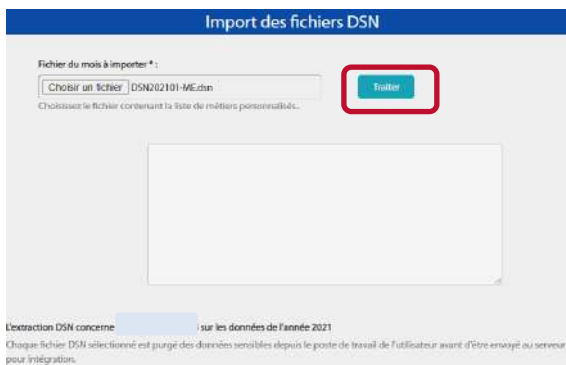 Import des fichiers DSN
Fichier du mois à importer * :
Choisir un fichier DSN202101-ME.dsn
Traiter
Choisissez le fichier contenant la liste de métiers personnalisés..
L'extraction DSN concerne sur les données de l'année 2021
Chaque fichier DSN sélectionné est purgé des données sensibles depuis le poste de travail de l'utilisateur avant d'être envoyé au serveur
pour intégration.